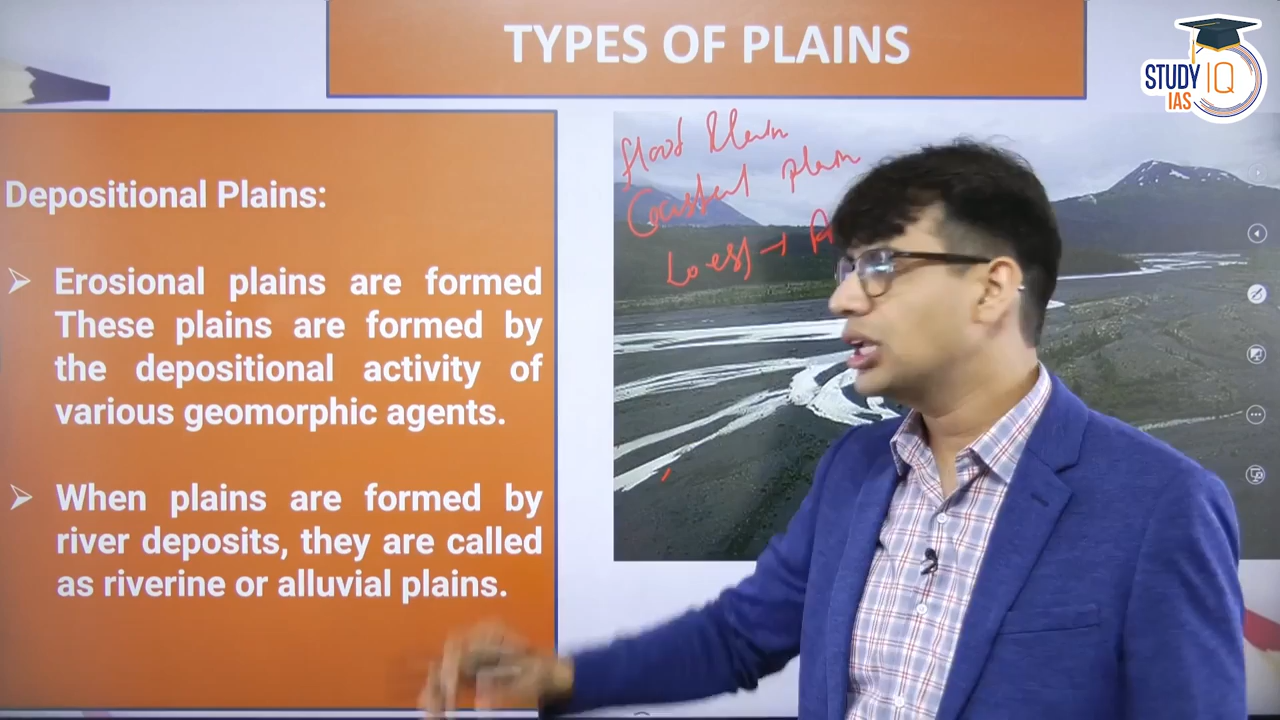 TYPES OF PLAINS
STUDY IQ
IAS
Depositional Plains:
Erosional plains are formed
These plains are formed by
the depositional activity of
various geomorphic agents.
When plains are formed by
river deposits, they are called
as riverine or alluvial plains.
flood Plain
Coastal plain
Loess →